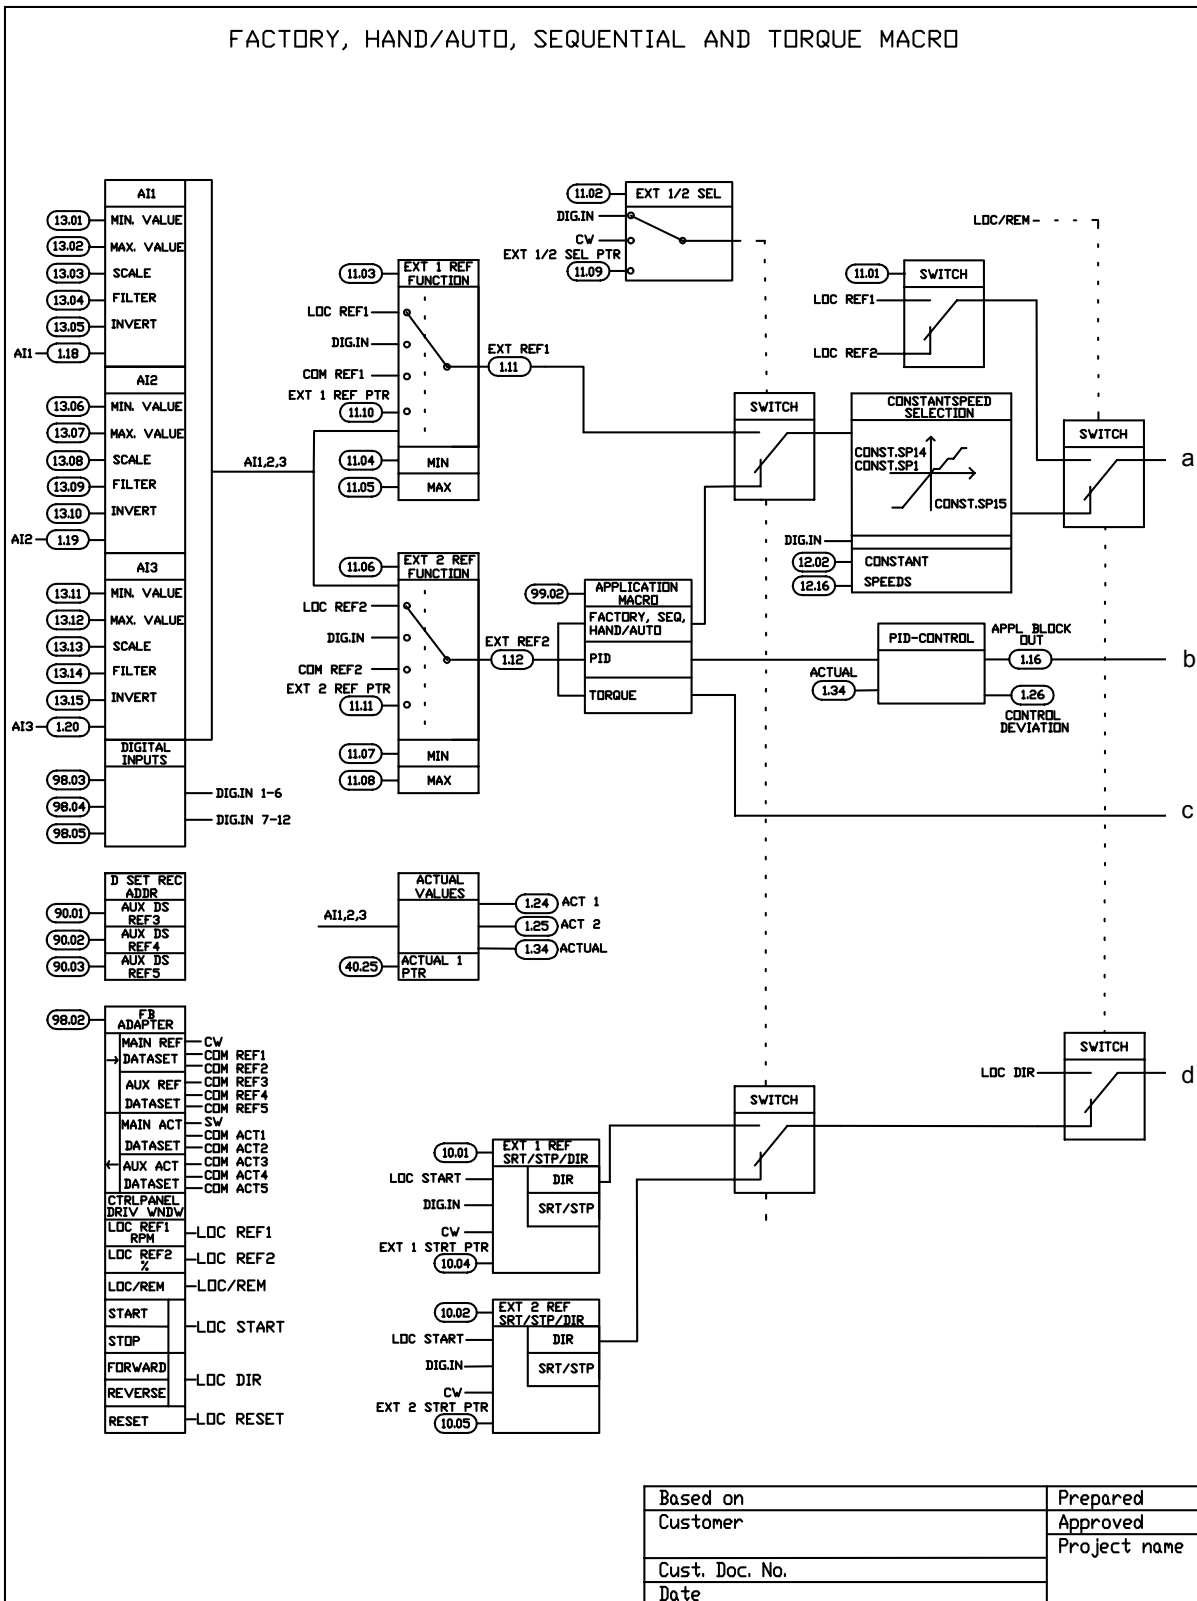 FACTORY, HAND/AUTO, SEQUENTIAL AND TORQUE MACRO
AI1
13.01 MIN. VALUE
13.02 MAX. VALUE
13.03 SCALE
13.04 FILTER
13.05 INVERT
AI1 1.18
AI2
13.06 MIN. VALUE
13.07 MAX. VALUE
13.08 SCALE
13.09 FILTER
13.10 INVERT
AI2 1.19
AI3
13.11 MIN. VALUE
13.12 MAX. VALUE
13.13 SCALE
13.14 FILTER
13.15 INVERT
AI3 1.20
DIGITAL
INPUTS
98.03
98.04
98.05
DIG.IN 1-6
DIG.IN 7-12
AI1,2,3
11.03 EXT 1 REF
FUNCTION
LOC REF1
DIG.IN
COM REF1
EXT 1 REF PTR
11.10
11.04 MIN
11.05 MAX
EXT REF1
1.11
11.06 EXT 2 REF
FUNCTION
LOC REF2
DIG.IN
COM REF2
EXT 2 REF PTR
11.11
11.07 MIN
11.08 MAX
EXT REF2
1.12
11.02 EXT 1/2 SEL
DIG.IN
CW
EXT 1/2 SEL PTR
11.09
99.02 APPLICATION
MACRO
FACTORY, SEQ,
HAND/AUTO
PID
TORQUE
SWITCH
LOC/REM
11.01 SWITCH
LOC REF1
LOC REF2
CONSTANTSPEED
SELECTION
CONST.SP14
CONST.SP1
CONST.SP15
DIG.IN
12.02 CONSTANT
12.16 SPEEDS
SWITCH
a
PID-CONTROL
ACTUAL
1.34
APPL BLOCK
OUT
1.16
1.26
CONTROL
DEVIATION
b
c
D SET REC
ADDR
90.01 AUX DS
REF3
90.02 AUX DS
REF4
90.03 AUX DS
REF5
AI1,2,3
ACTUAL
VALUES
1.24 ACT 1
1.25 ACT 2
1.34 ACTUAL
40.25 ACTUAL 1
PTR
98.02 FB
ADAPTER
MAIN REF
DATASET
CW
COM REF1
COM REF2
AUX REF
DATASET
COM REF3
COM REF4
COM REF5
MAIN ACT
DATASET
SW
COM ACT1
COM ACT2
AUX ACT
DATASET
COM ACT3
COM ACT4
COM ACT5
CTRLPANEL
DRIV WNDW
LOC REF1
RPM
LOC REF1
LOC REF2
%
LOC REF2
LOC/REM LOC/REM
START
STOP
LOC START
FORWARD
REVERSE
LOC DIR
RESET LOC RESET
10.01 EXT 1 REF
SRT/STP/DIR
LOC START DIR
DIG.IN SRT/STP
CW
EXT 1 STRT PTR
10.04
10.02 EXT 2 REF
SRT/STP/DIR
LOC START DIR
DIG.IN SRT/STP
CW
EXT 2 STRT PTR
10.05
SWITCH
LOC DIR
SWITCH
d
Based on
Prepared
Customer
Approved
Project name
Cust. Doc. No.
Date